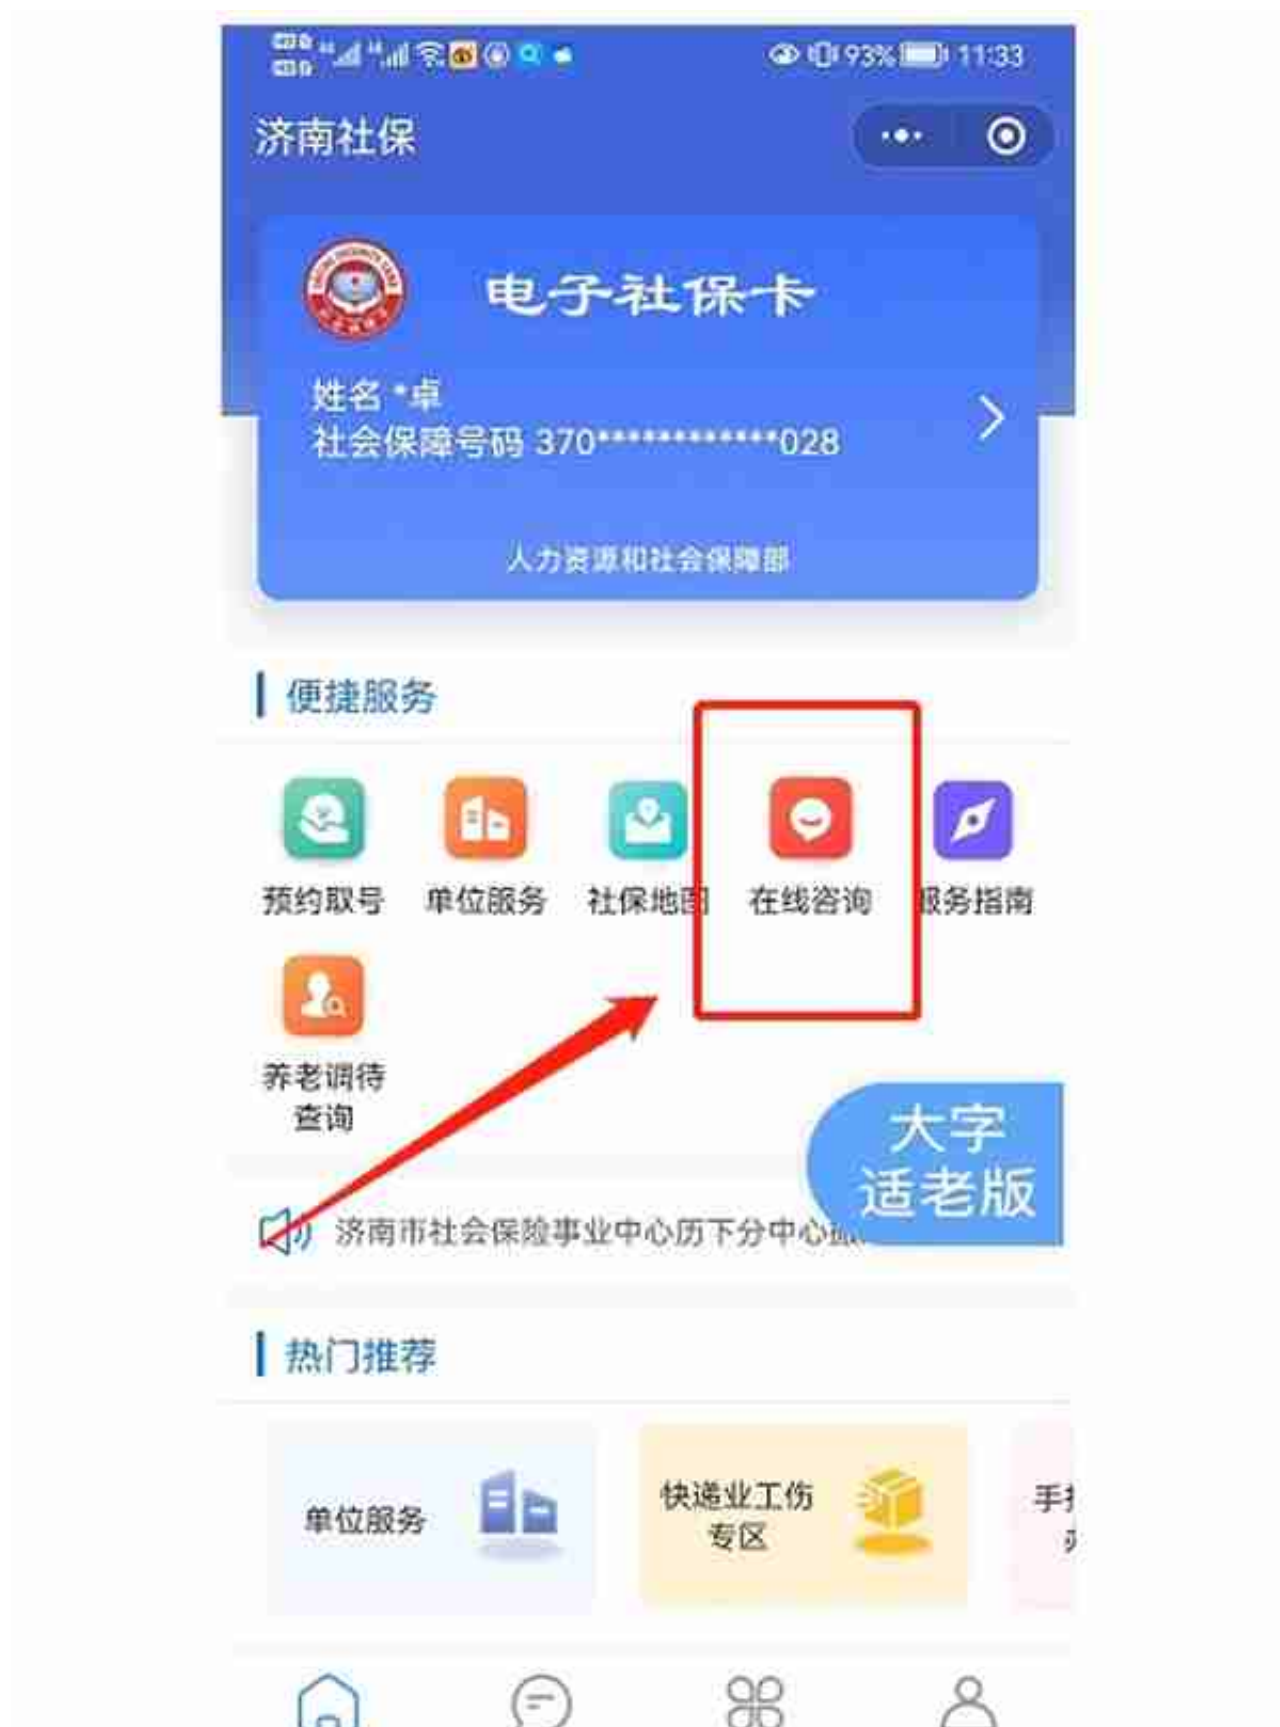 93% 11:33
济南社保
电子社保卡
姓名 *卓
社会保障号码 370************028
人力资源和社会保障部
便捷服务
预约取号 单位服务 社保地图 在线咨询 服务指南
养老调待
查询
大字
适老版
济南市社会保险事业中心历下分中心
热门推荐
单位服务
快递业工伤
专区
手